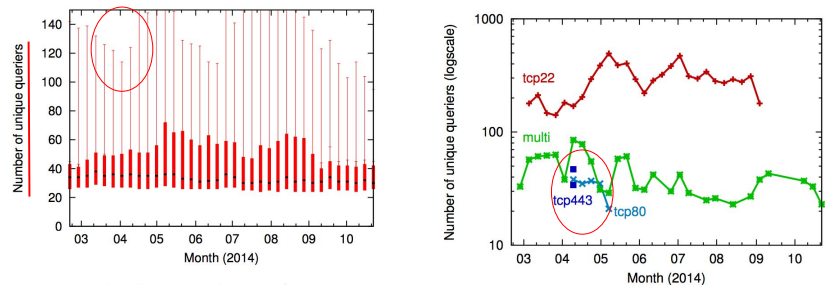 Number of unique queriers
140
120
100
80
60
40
20
0
03 04 05 06 07 08 09 10
Month (2014)
Number of unique queriers (logscale)
1000
100
10
tcp22
multi
tcp443
tcp80
03 04 05 06 07 08 09 10
Month (2014)